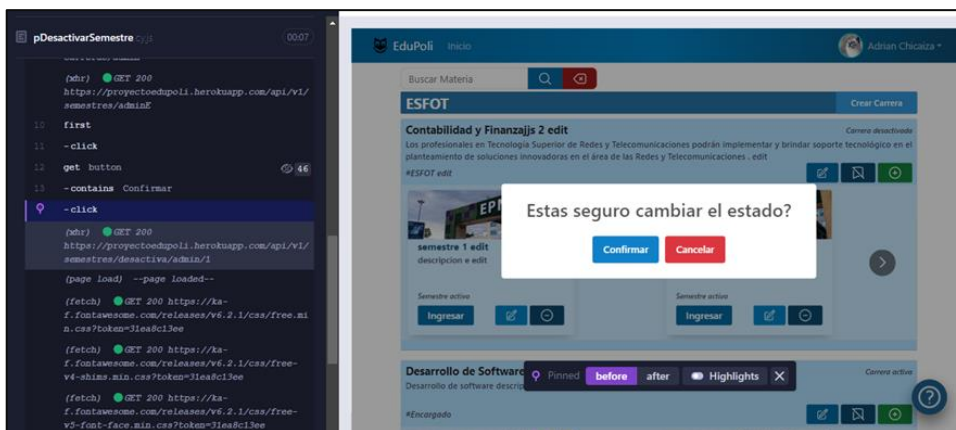 pDesactivarSemestre cy.js
00:07
(xhr) GET 200
https://proyectoedupoli.herokuapp.com/api/v1/
semestres/adminE
10 first
11 -click
12 get button 46
13 -contains Confirmar
-click
(xhr) GET 200
https://proyectoedupoli.herokuapp.com/api/v1/
semestres/desactiva/admin/1
(page load) --page loaded--
(fetch) GET 200 https://ka-
f.fontawesome.com/releases/v6.2.1/css/free.mi
n.css?token=31ea8c13ee
(fetch) GET 200 https://ka-
f.fontawesome.com/releases/v6.2.1/css/free-
v4-shims.min.css?token=31ea8c13ee
(fetch) GET 200 https://ka-
f.fontawesome.com/releases/v6.2.1/css/free-
v5-font-face.min.css?token=31ea8c13ee
EduPoli Inicio
Adrian Chicaiza
Buscar Materia
ESFOT
Crear Carrera
Contabilidad y Finanzajjs 2 edit
Carrera desactivada
Los profesionales en Tecnología Superior de Redes y Telecomunicaciones podrán implementar y brindar soporte tecnológico en el
planteamiento de soluciones innovadoras en el área de las Redes y Telecomunicaciones . edit
#ESFOT edit
EPN
Estas seguro cambiar el estado?
Confirmar Cancelar
semestre 1 edit
descripcion e edit
Semestre activo
Semestre activo
Ingresar
Ingresar
Desarrollo de Software
Carrera activa
Desarrollo de software descrip
Pinned before after Highlights
#Encargado